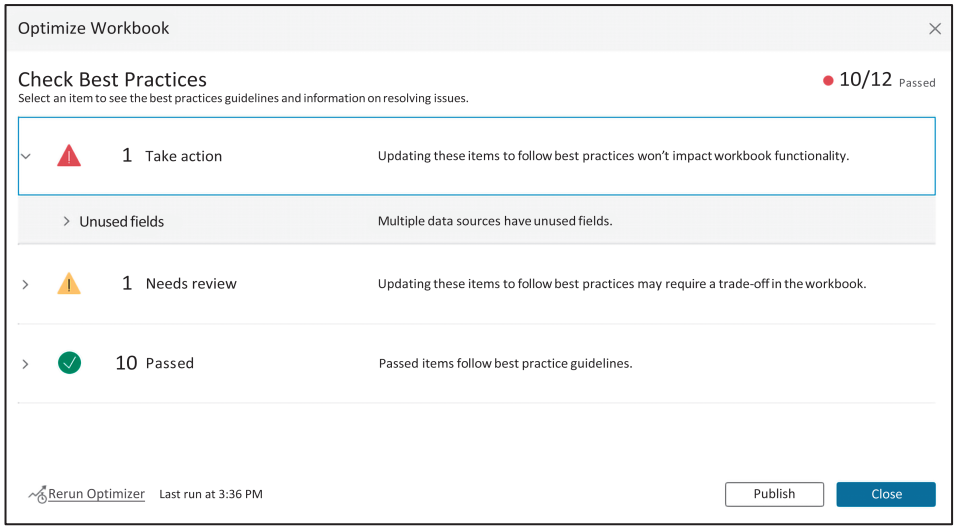 Optimize Workbook
Check Best Practices
10/12 Passed
Select an item to see the best practices guidelines and information on resolving issues.
1 Take action Updating these items to follow best practices won’t impact workbook functionality.
Unused fields Multiple data sources have unused fields.
1 Needs review Updating these items to follow best practices may require a trade-off in the workbook.
10 Passed Passed items follow best practice guidelines.
Rerun Optimizer Last run at 3:36 PM Publish Close